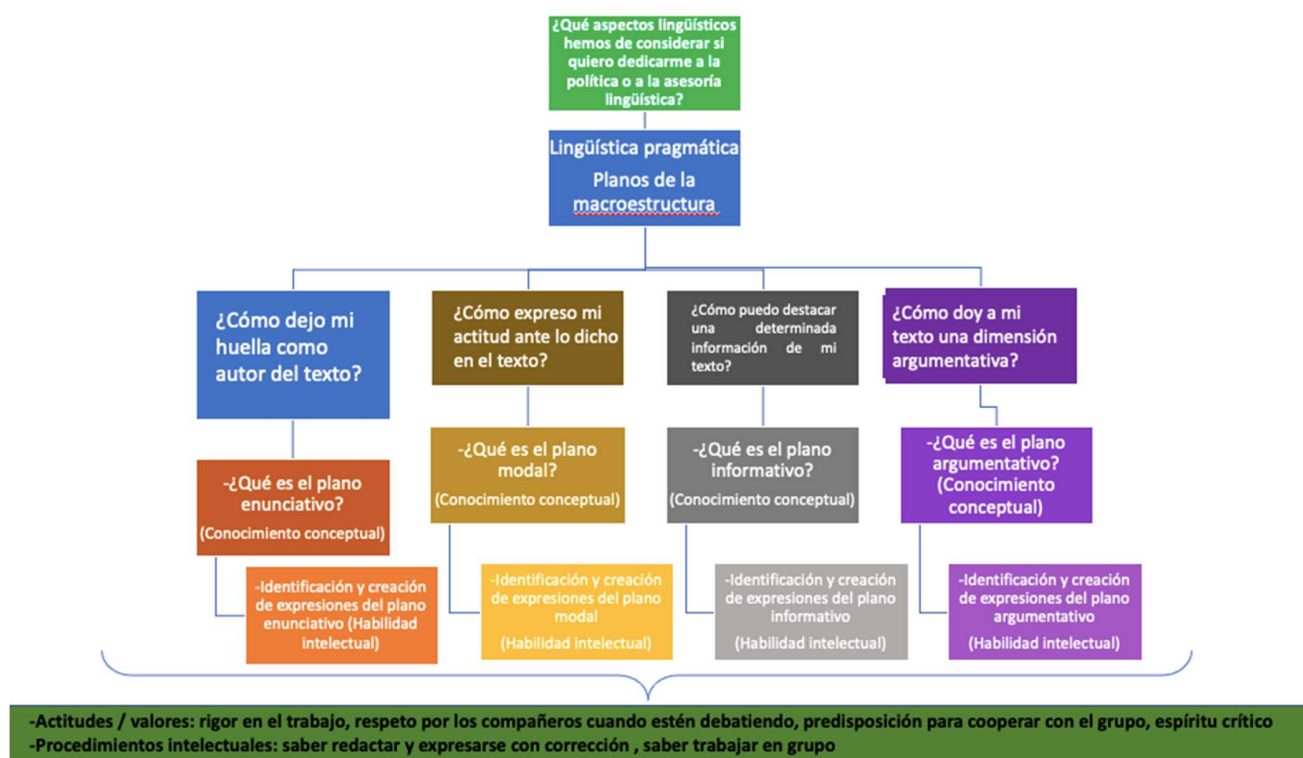 ¿Qué aspectos lingüísticos
hemos de considerar si
quiero dedicarme a la
política o a la asesoría
lingüística?
Lingüística pragmática
Planos de la
macroestructura
¿Cómo dejo mi
huella como
autor del texto?
¿Cómo expreso mi
actitud ante lo dicho
en el texto?
¿Cómo puedo destacar
una determinada
información de mi
texto?
¿Cómo doy a mi
texto una dimensión
argumentativa?
-¿Qué es el plano
enunciativo?
(Conocimiento conceptual)
-¿Qué es el plano
modal?
(Conocimiento conceptual)
-¿Qué es el plano
informativo?
(Conocimiento conceptual)
-¿Qué es el plano
argumentativo?
(Conocimiento
conceptual)
-Identificación y creación
de expresiones del plano
enunciativo (Habilidad
intelectual)
-Identificación y creación
de expresiones del plano
modal
(Habilidad intelectual)
-Identificación y creación
de expresiones del plano
informativo
(Habilidad intelectual)
-Identificación y creación
de expresiones del plano
argumentativo
(Habilidad intelectual)
-Actitudes / valores: rigor en el trabajo, respeto por los compañeros cuando estén debatiendo, predisposición para cooperar con el grupo, espíritu crítico
-Procedimientos intelectuales: saber redactar y expresarse con corrección , saber trabajar en grupo